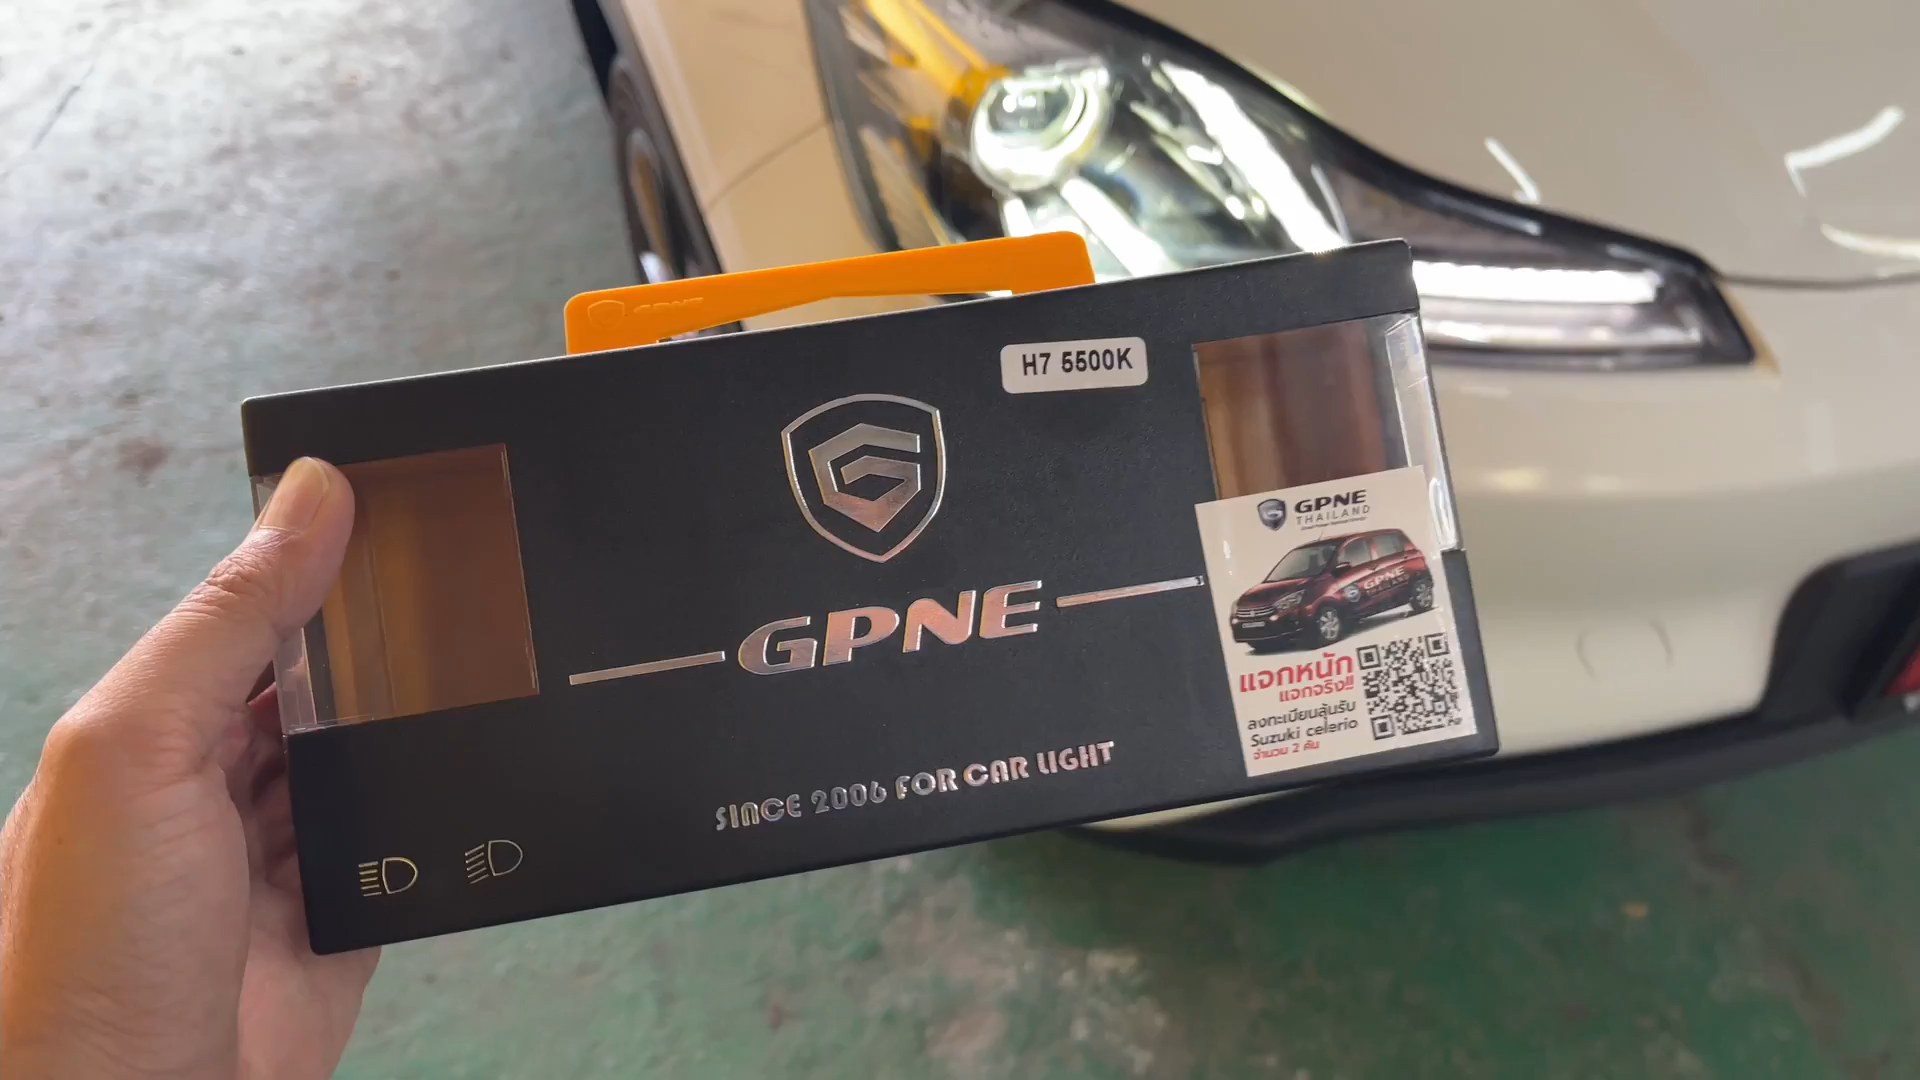 H7 5500K
GPNE
SINCE 2006 FOR CAR LIGHT
GPNE
THAILAND
GPNE
แจกหนัก
แจกจริง!!
ลงทะเบียนลุ้นรับ
Suzuki celerio
จำนวน 2 คัน